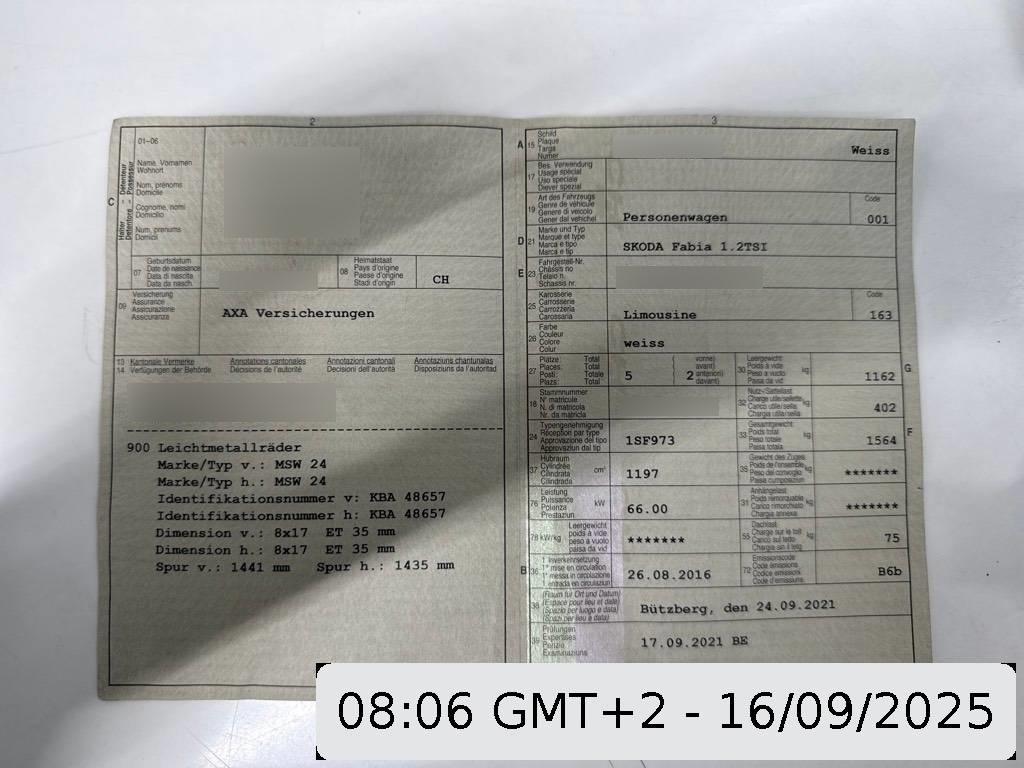 2
01-06
Halter Détenteur -
Detentore Possessur
C
Name, Vornamen
Wohnort
Nom, prénoms
Domicile
Cognome, nomi
Domicilio
Num, prenums
Domicil
07
Geburtsdatum
Date de naissance
Data di nascita
Data da nasch.
08
Heimatstaat
Pays d'origine
Paese d'origine
Stadi d'origin
CH
09
Versicherung
Assurance
Assicurazione
Assicuranza
AXA Versicherungen
13 Kantonale Vermerke Annotations cantonales Annotazioni cantonali Annotaziuns chantunalas
14 Verfügungen der Behörde Décisions de l'autorité Decisioni dell'autorità Disposiziuns da l'autoritad
900 Leichtmetallräder
Marke/Typ v.: MSW 24
Marke/Typ h.: MSW 24
Identifikationsnummer v: KBA 48657
Identifikationsnummer h: KBA 48657
Dimension v.: 8x17 ET 35 mm
Dimension h.: 8x17 ET 35 mm
Spur v.: 1441 mm Spur h.: 1435 mm
3
A 15
Schild
Plaque
Targa
Numer
Weiss
17
Bes. Verwendung
Usage spécial
Uso speciale
Diever spezial
19
Art des Fahrzeugs
Genre de véhicule
Genere di veicolo
Gener dal vehichel
Personenwagen
Code
001
D 21
Marke und Typ
Marque et type
Marca e tipo
Marca e tip
SKODA Fabia 1.2TSI
E 23
Fahrgestell-Nr.
Châssis no
Telaio n.
Schassis nr.
25
Karosserie
Carrosserie
Carrozzeria
Carossaria
Limousine
Code
163
26
Farbe
Couleur
Colore
Colur
weiss
27
Plätze: Total
Places: Total
Posti: Totale
Plazs: Total
5
vorne)
avant)
2 anteriori)
davant)
30
Leergewicht
Poids à vide
Peso a vuoto
Paisa da vid
kg
1162
G
18
Stammnummer
N° matricule
N. di matricola
Nr. da matricla
32
Nutz-/Sattellast
Charge utile/sellette
Carico utile/sella
Chargia utila/sella
kg
402
24
Typengenehmigung
Réception par type
Approvazione del tipo
Approvaziun dal tip
1SF973
33
Gesamtgewicht
Poids total
Peso totale
Paisa totala
kg
1564
F
37
Hubraum
Cylindrée
Cilindrata
Cilindrada
cm³
1197
35
Gewicht des Zuges
Poids de l'ensemble
Peso del convoglio
Paisa cumposiziun
kg
*******
76
Leistung
Puissance
Potenza
Prestaziun
kW
66.00
31
Anhängelast
Poids remorquable
Carico rimorchiato
Chargia annexa
kg
*******
78 kW/kg
Leergewicht
poids à vide
peso a vuoto
paisa da vid
*******
55
Dachlast
Charge sur le toit
Carico sul tetto
Chargia sin il tetg
kg
75
B 36
1. Inverkehrsetzung
1re mise en circulation
1a messa in circolazione
1. entrada en circulaziun
26.08.2016
72
Emissionscode
Code émissions
Codice emissioni
Code d'emissiuns
B6b
38
(Raum für Ort und Datum)
(Espace pour lieu et date)
(Spazio per luogo e data)
(Spazi per lieu e data)
Bützberg, den 24.09.2021
39
Prüfungen
Expertises
Perizie
Examinaziuns
17.09.2021 BE
08:06 GMT+2 - 16/09/2025